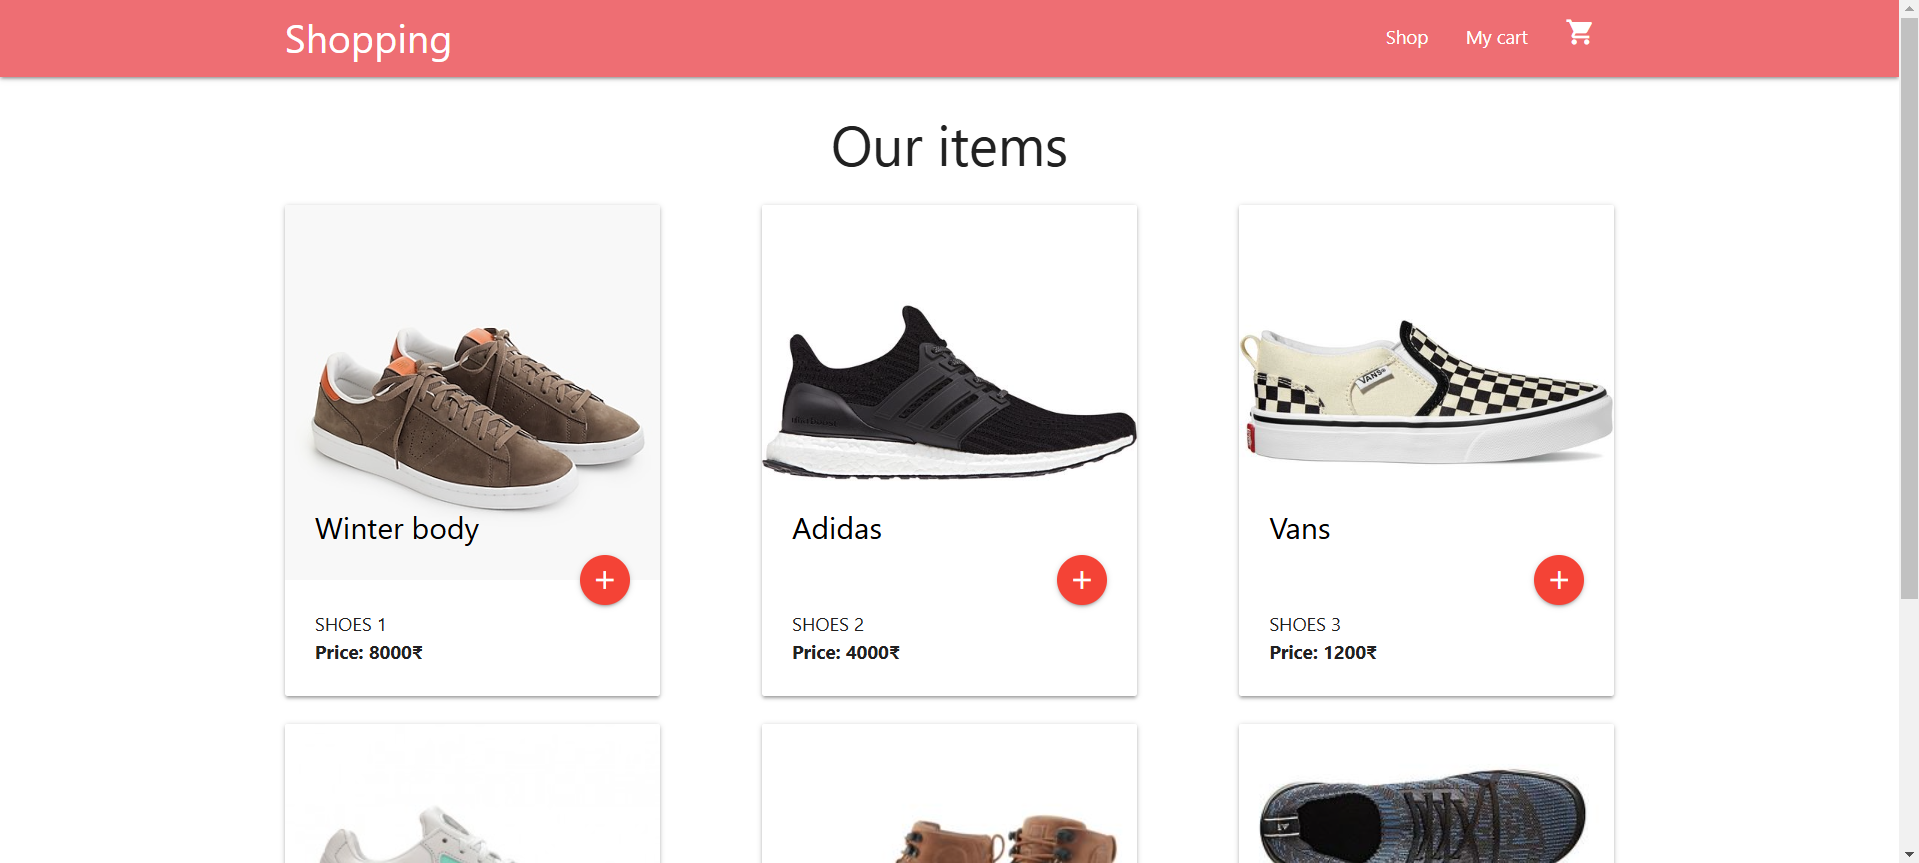 Shopping
Shop
My cart
Our items
VANS
Winter body
Adidas
Vans
SHOES 1
SHOES 2
SHOES 3
Price: 8000₹
Price: 4000₹
Price: 1200₹